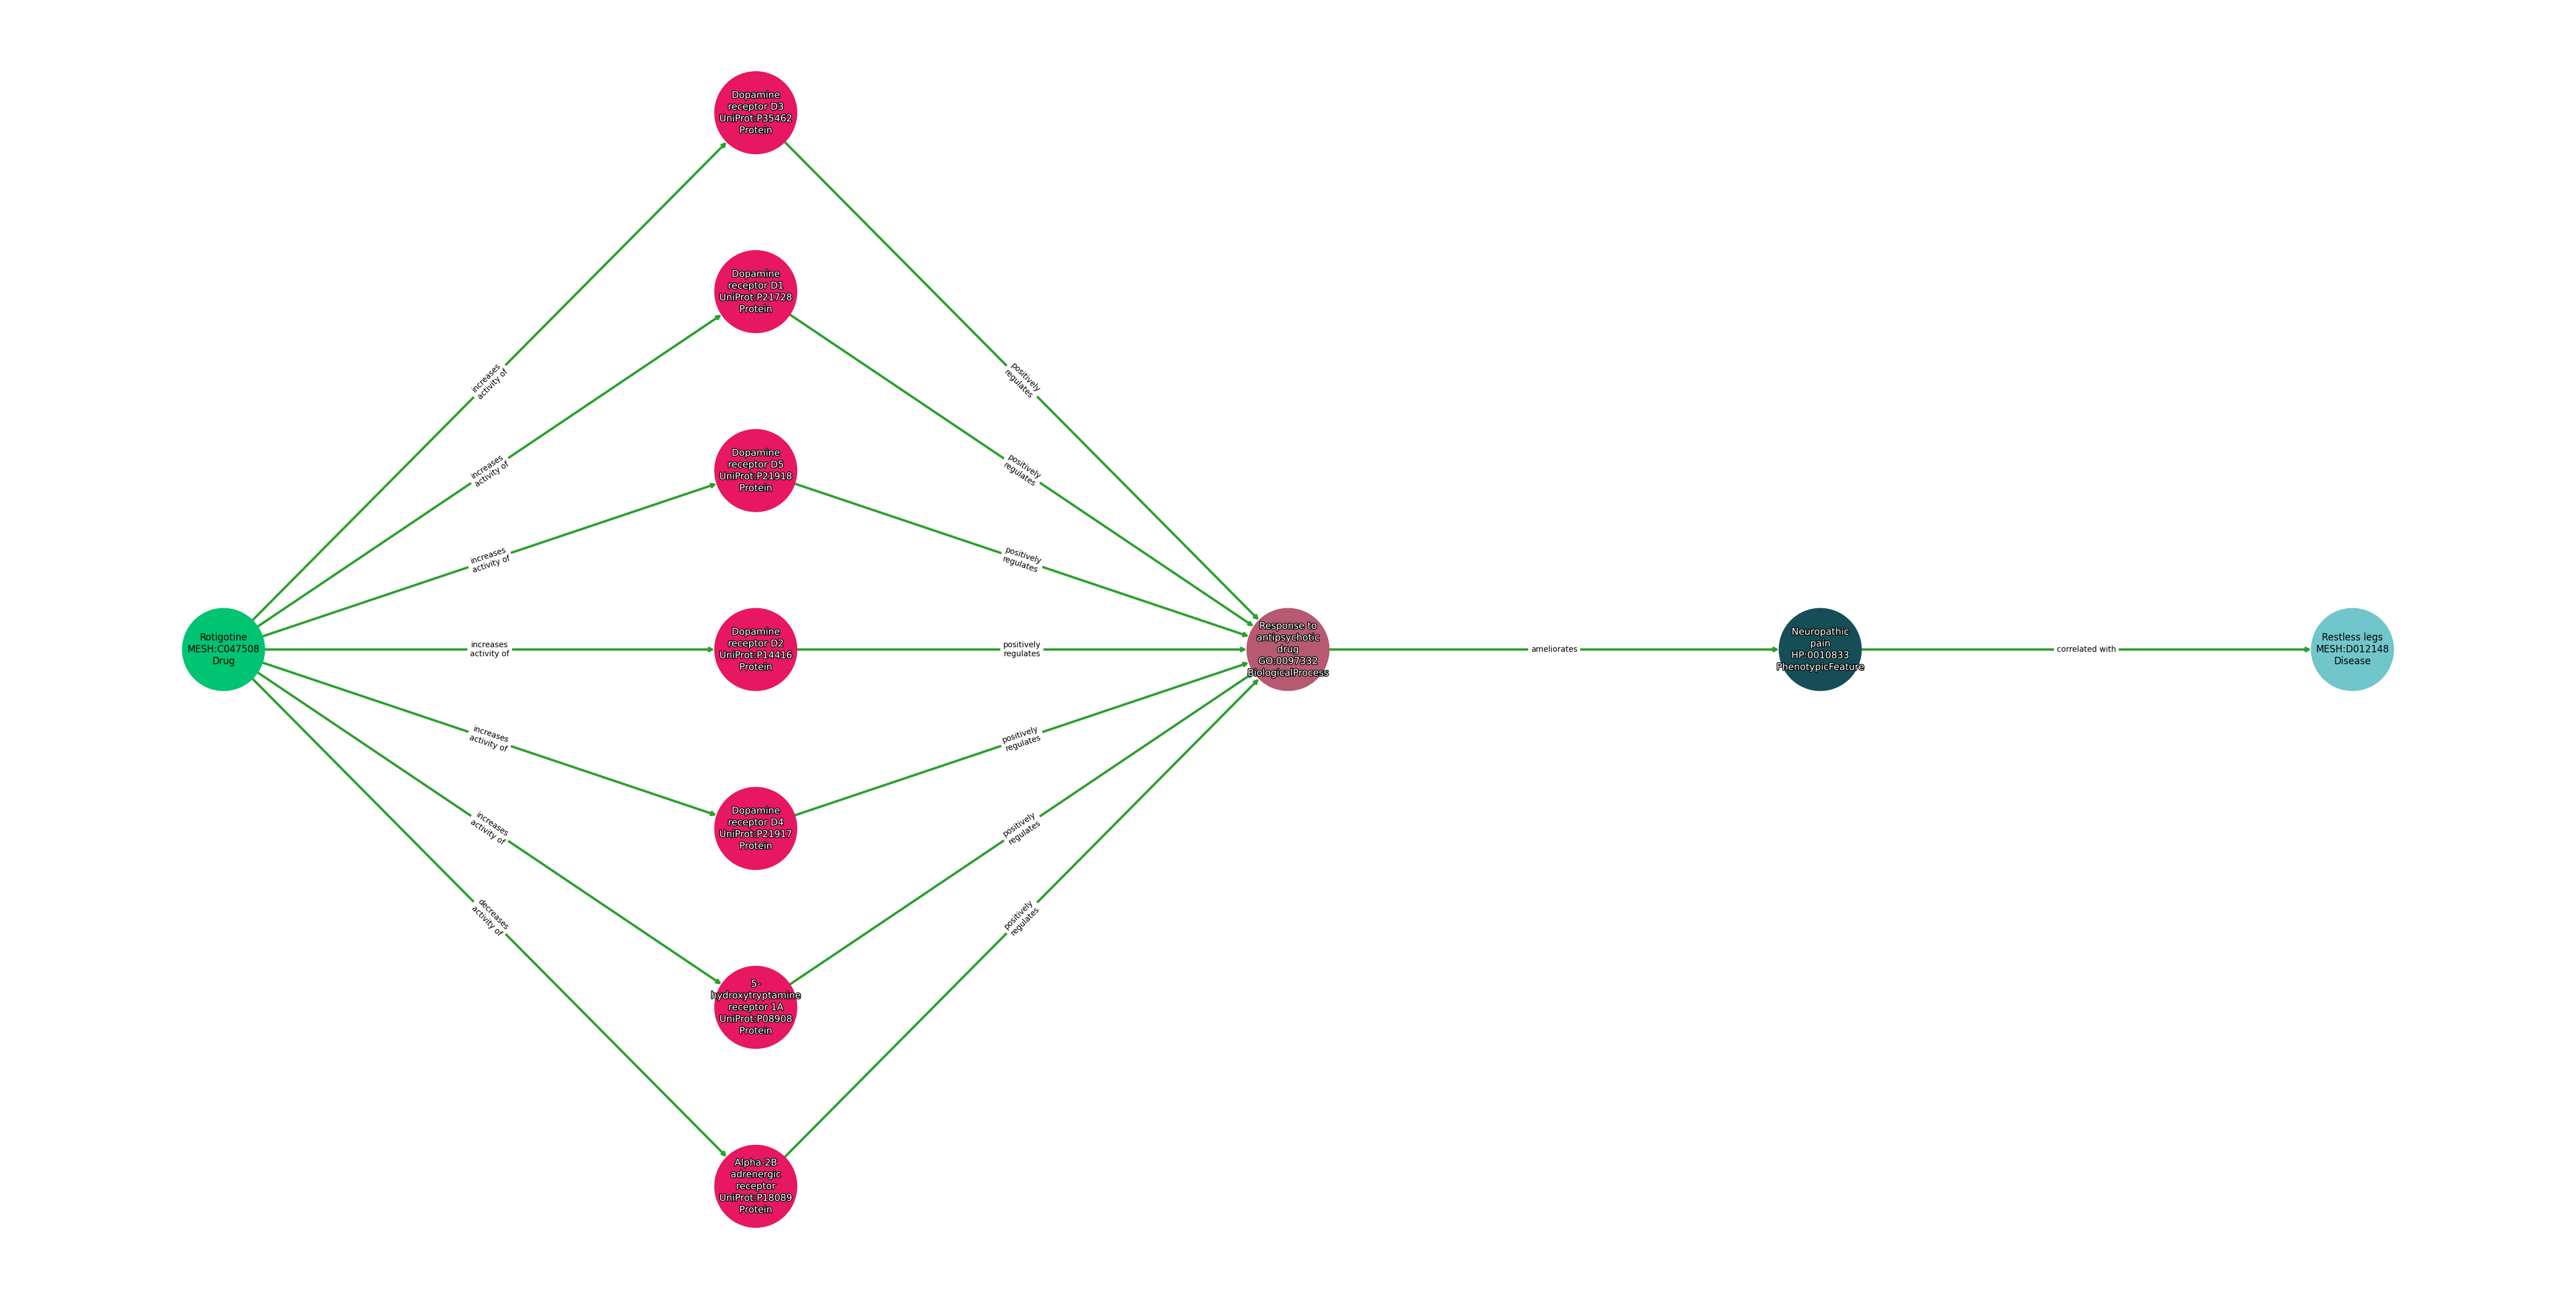 Dopamine
receptor D3
UniProt:P35462
Protein
Dopamine
receptor D1
UniProt:P21728
Protein
increases
activity of
positively
regulates
Dopamine
receptor D5
UniProt:P21918
Protein
increases
activity of
positively
regulates
increases
activity of
positively
regulates
Rotigotine
MESH:C047508
Drug
increases
activity of
Dopamine
receptor D2
UniProt:P14416
Protein
positively
regulates
Response to
antipsychotic
drug
GO:0097332
BiologicalProcess
ameliorates
Neuropathic
pain
HP:0010833
PhenotypicFeature
correlated with
Restless legs
MESH:D012148
Disease
increases
activity of
positively
regulates
Dopamine
receptor D4
UniProt:P21917
Protein
increases
activity of
positively
regulates
decreases
activity of
positively
regulates
5-
hydroxytryptamine
receptor 1A
UniProt:P08908
Protein
Alpha-2B
adrenergic
receptor
UniProt:P18089
Protein